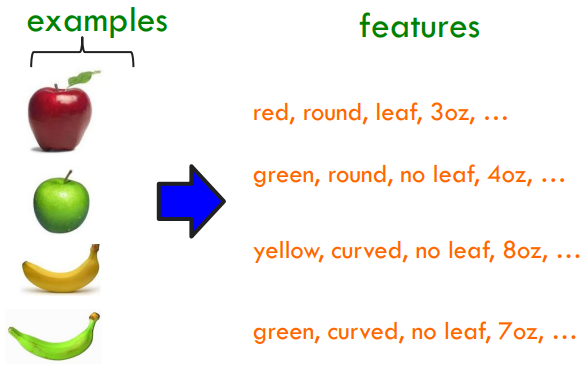 examples
features
red, round, leaf, 3oz, …
green, round, no leaf, 4oz, …
yellow, curved, no leaf, 8oz, …
green, curved, no leaf, 7oz, …